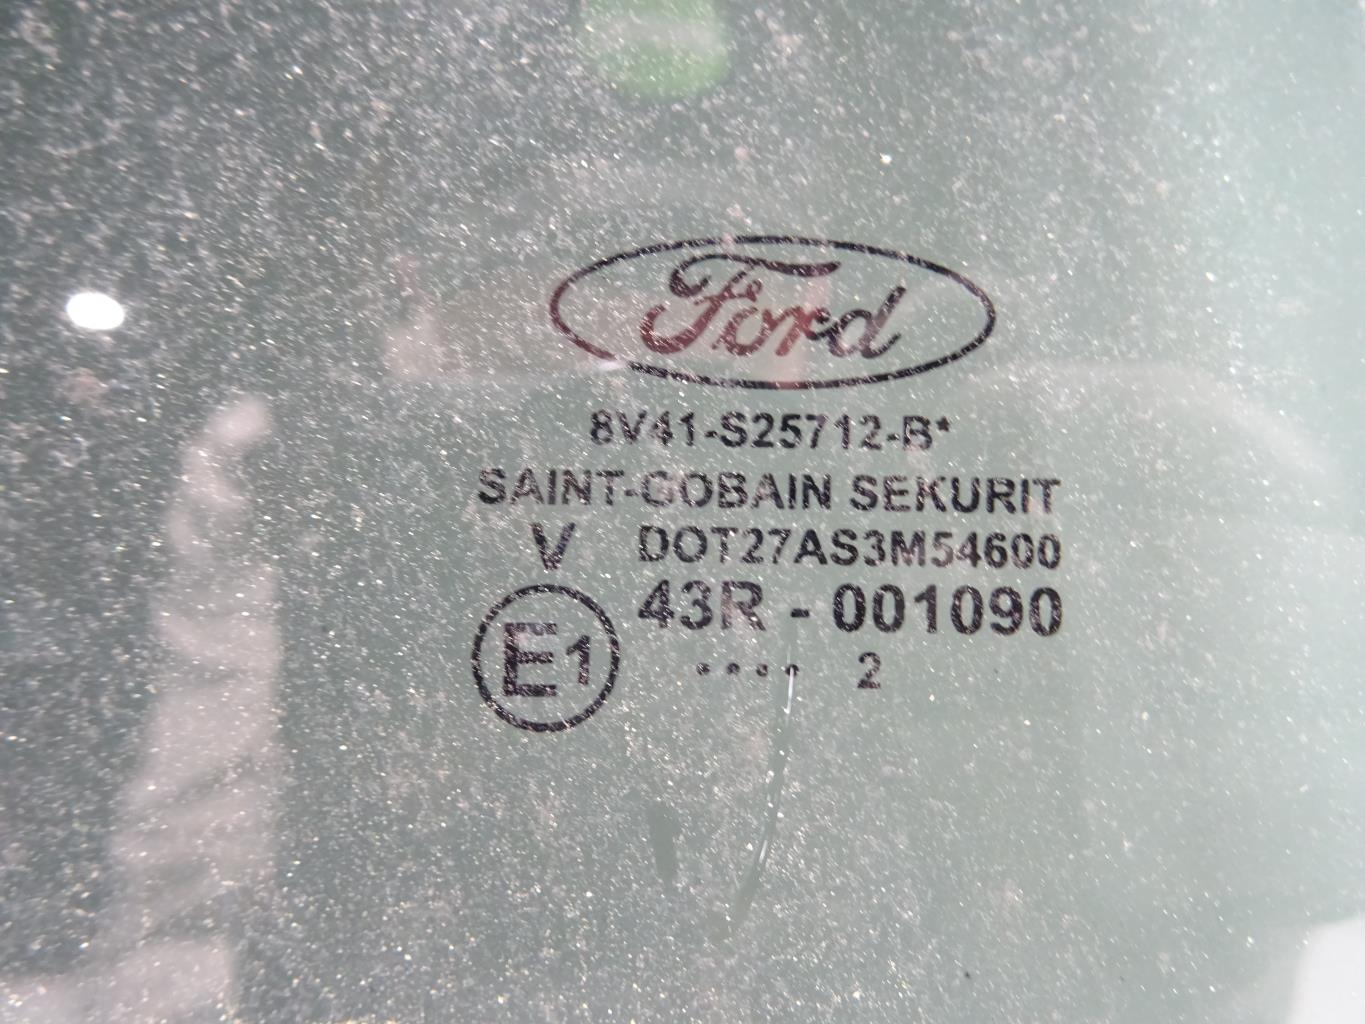 Ford
8V41-S25712-B*
SAINT-GOBAIN SEKURIT
V DOT27AS3M54600
43R - 001090
E1
.... 2